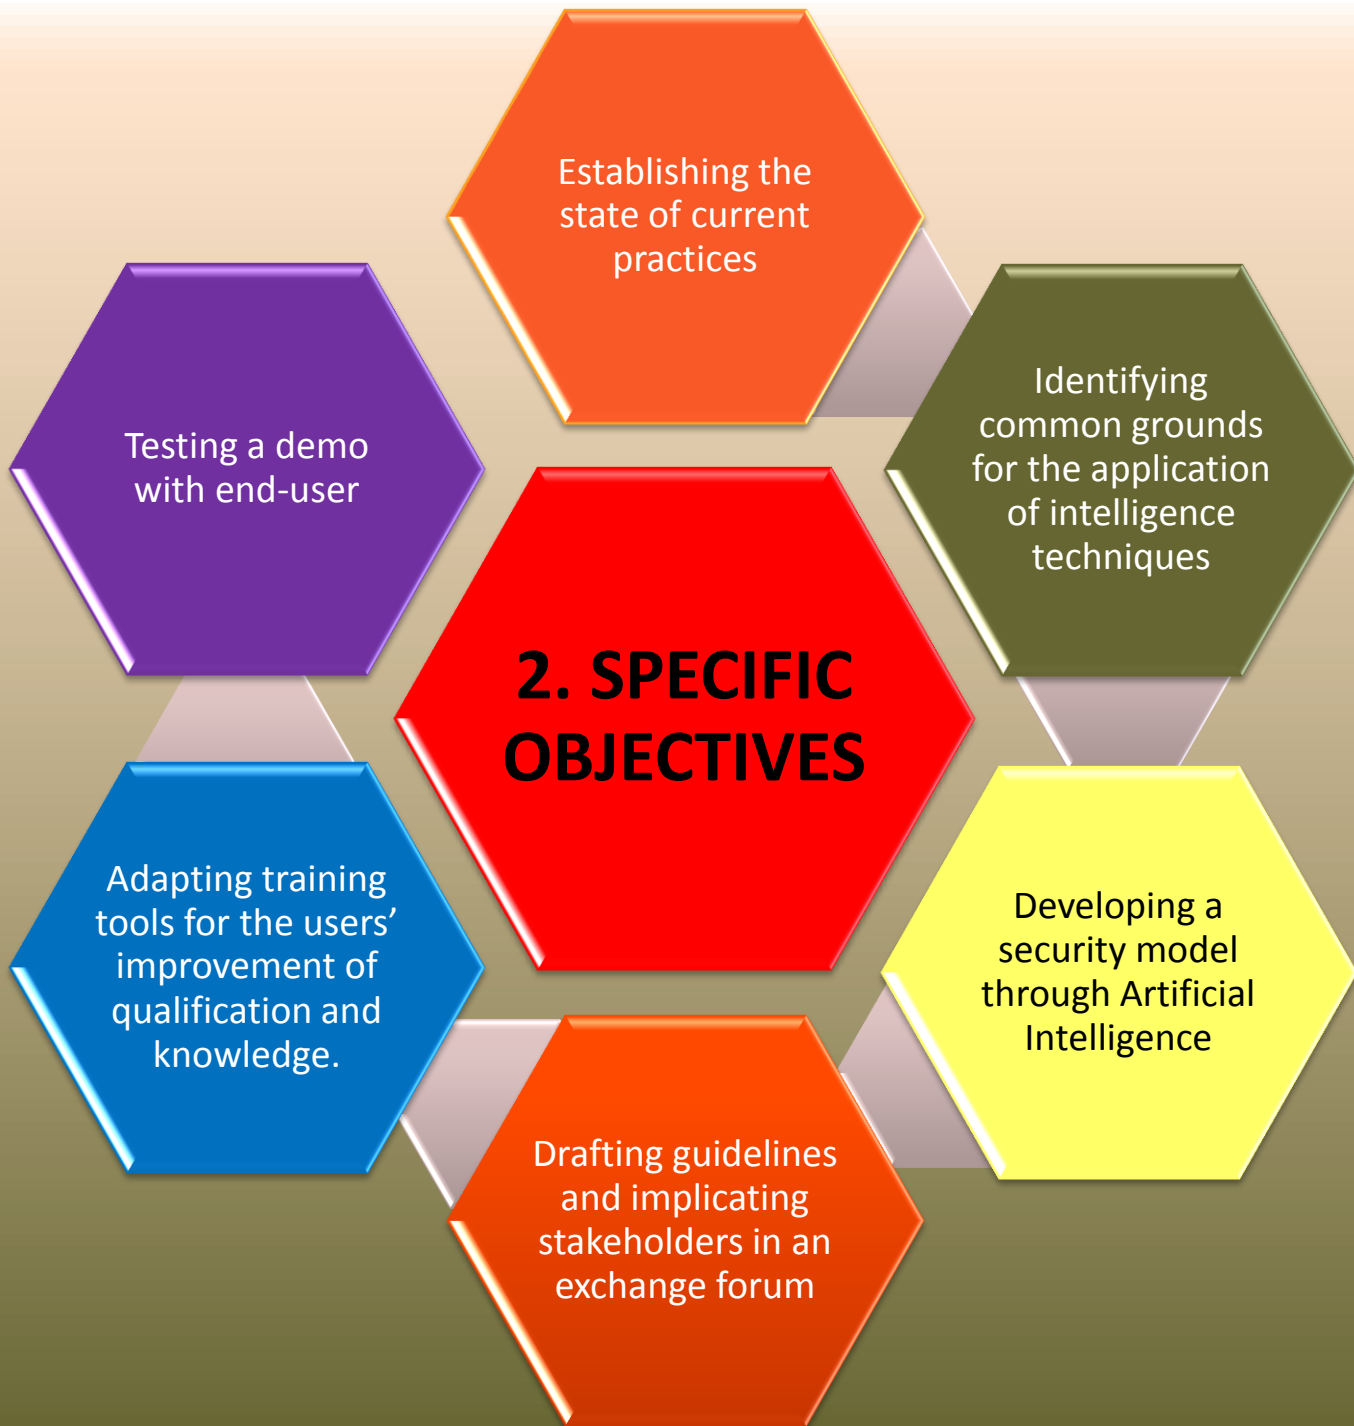 Establishing the
state of current
practices
Identifying
common grounds
for the application
of intelligence
techniques
Testing a demo
with end-user
2. SPECIFIC
OBJECTIVES
Developing a
security model
through Artificial
Intelligence
Adapting training
tools for the users’
improvement of
qualification and
knowledge.
Drafting guidelines
and implicating
stakeholders in an
exchange forum